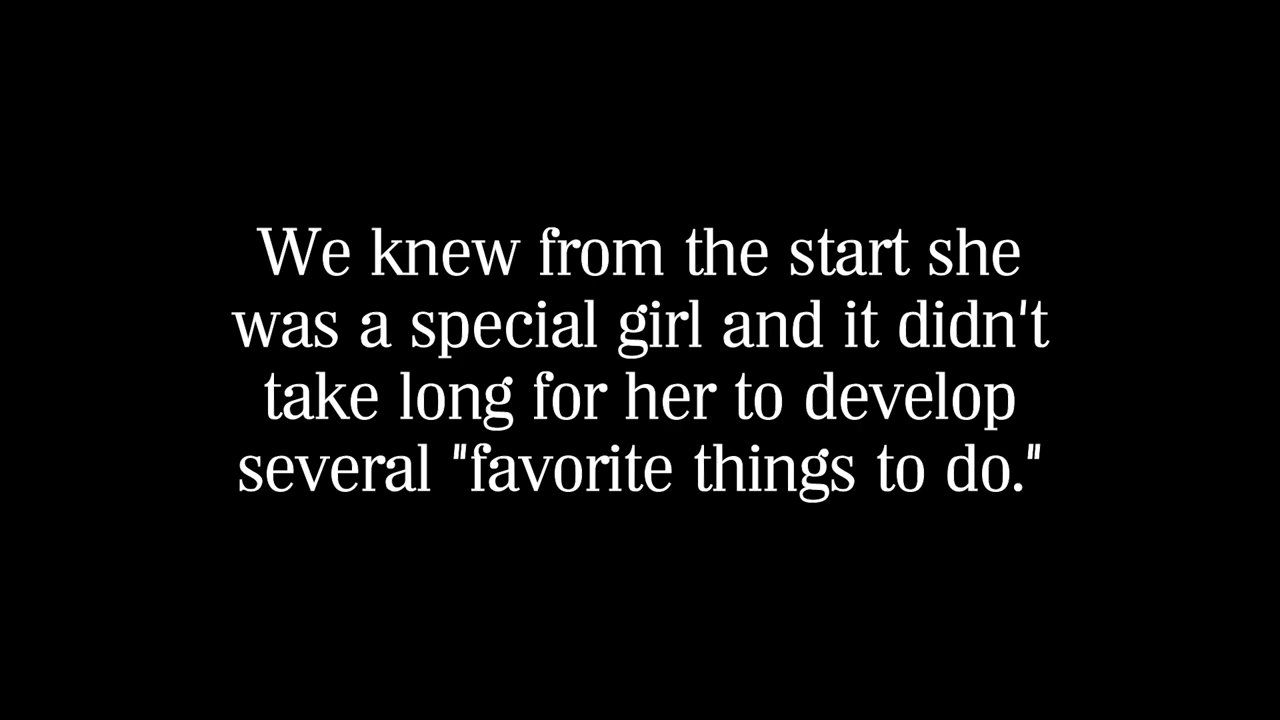 We knew from the start she
was a special girl and it didn't
take long for her to develop
several "favorite things to do."